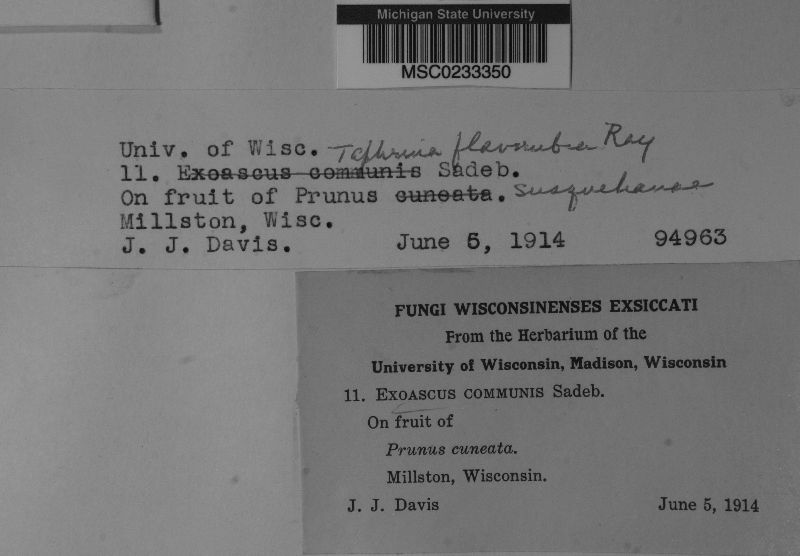 Michigan State University
MSC0233350
Univ. of Wisc. Taphrina flavorubra Ray
11. Exoascus communis Sadeb.
On fruit of Prunus cuneata. susquehanae
Millston, Wisc.
J. J. Davis. June 5, 1914 94963
FUNGI WISCONSINENSES EXSICCATI
From the Herbarium of the
University of Wisconsin, Madison, Wisconsin
11. EXOASCUS COMMUNIS Sadeb.
On fruit of
Prunus cuneata.
Millston, Wisconsin.
J. J. Davis June 5, 1914